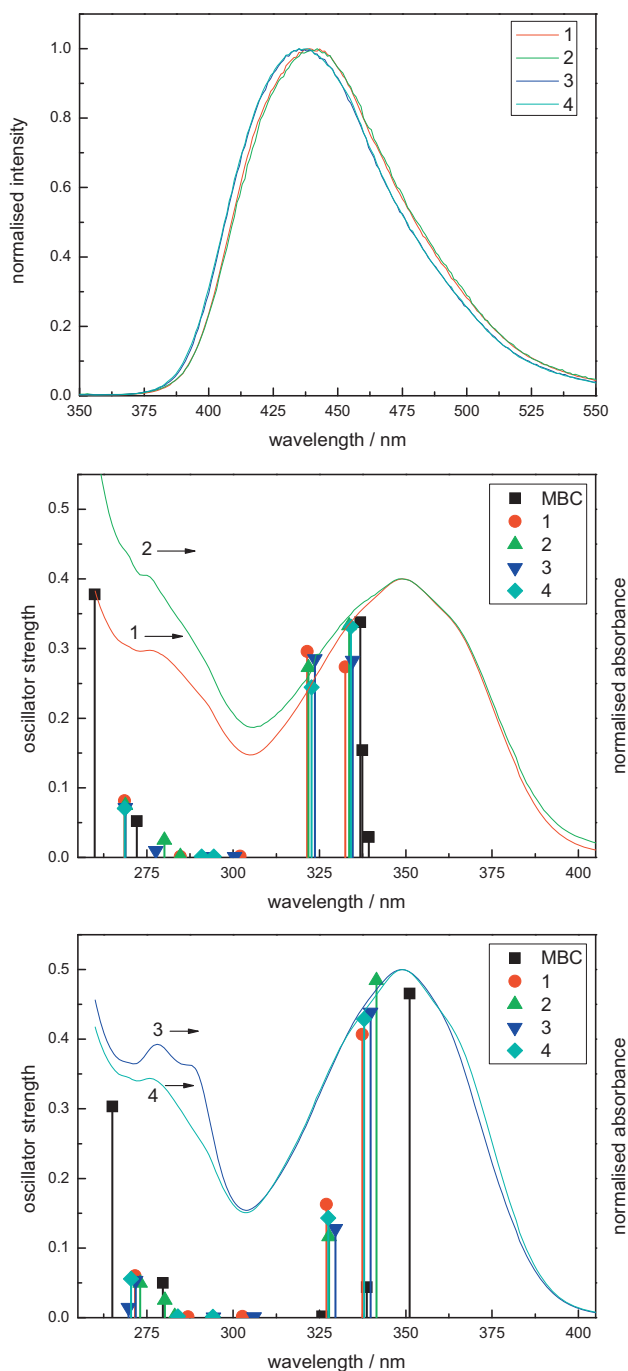 normalised intensity
1.0
0.8
0.6
0.4
0.2
0.0
1
2
3
4
350 375 400 425 450 475 500 525 550
wavelength / nm
oscillator strength
0.5
0.4
0.3
0.2
0.1
0.0
2
1
MBC
1
2
3
4
normalised absorbance
275 300 325 350 375 400
wavelength / nm
oscillator strength
0.5
0.4
0.3
0.2
0.1
0.0
3
4
MBC
1
2
3
4
normalised absorbance
275 300 325 350 375 400
wavelength / nm